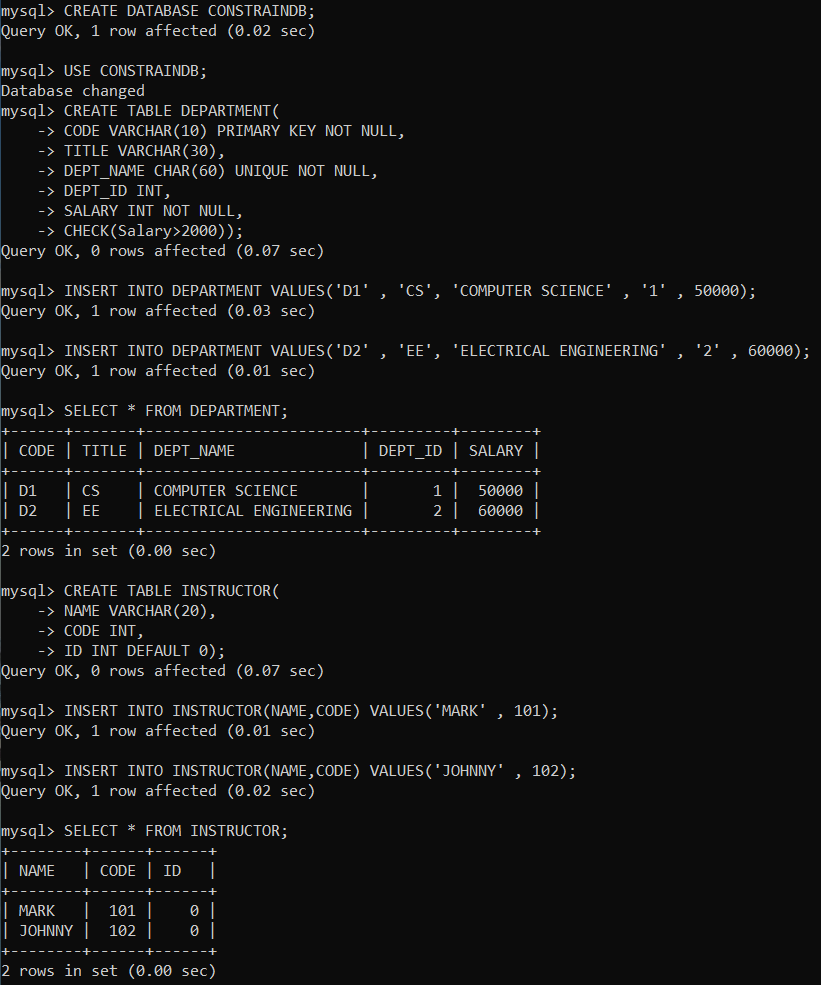 mysql> CREATE DATABASE CONSTRAINDB;
Query OK, 1 row affected (0.02 sec)
mysql> USE CONSTRAINDB;
Database changed
mysql> CREATE TABLE DEPARTMENT(
    -> CODE VARCHAR(10) PRIMARY KEY NOT NULL,
    -> TITLE VARCHAR(30),
    -> DEPT_NAME CHAR(60) UNIQUE NOT NULL,
    -> DEPT_ID INT,
    -> SALARY INT NOT NULL,
    -> CHECK(Salary>2000));
Query OK, 0 rows affected (0.07 sec)
mysql> INSERT INTO DEPARTMENT VALUES('D1' , 'CS', 'COMPUTER SCIENCE' , '1' , 50000);
Query OK, 1 row affected (0.03 sec)
mysql> INSERT INTO DEPARTMENT VALUES('D2' , 'EE', 'ELECTRICAL ENGINEERING' , '2' , 60000);
Query OK, 1 row affected (0.01 sec)
mysql> SELECT * FROM DEPARTMENT;
+------+-------+------------------------+---------+--------+
| CODE | TITLE | DEPT_NAME              | DEPT_ID | SALARY |
+------+-------+------------------------+---------+--------+
| D1   | CS    | COMPUTER SCIENCE       |       1 |  50000 |
| D2   | EE    | ELECTRICAL ENGINEERING |       2 |  60000 |
+------+-------+------------------------+---------+--------+
2 rows in set (0.00 sec)
mysql> CREATE TABLE INSTRUCTOR(
    -> NAME VARCHAR(20),
    -> CODE INT,
    -> ID INT DEFAULT 0);
Query OK, 0 rows affected (0.07 sec)
mysql> INSERT INTO INSTRUCTOR(NAME,CODE) VALUES('MARK' , 101);
Query OK, 1 row affected (0.01 sec)
mysql> INSERT INTO INSTRUCTOR(NAME,CODE) VALUES('JOHNNY' , 102);
Query OK, 1 row affected (0.02 sec)
mysql> SELECT * FROM INSTRUCTOR;
+--------+------+------+
| NAME   | CODE | ID   |
+--------+------+------+
| MARK   |  101 |    0 |
| JOHNNY |  102 |    0 |
+--------+------+------+
2 rows in set (0.00 sec)